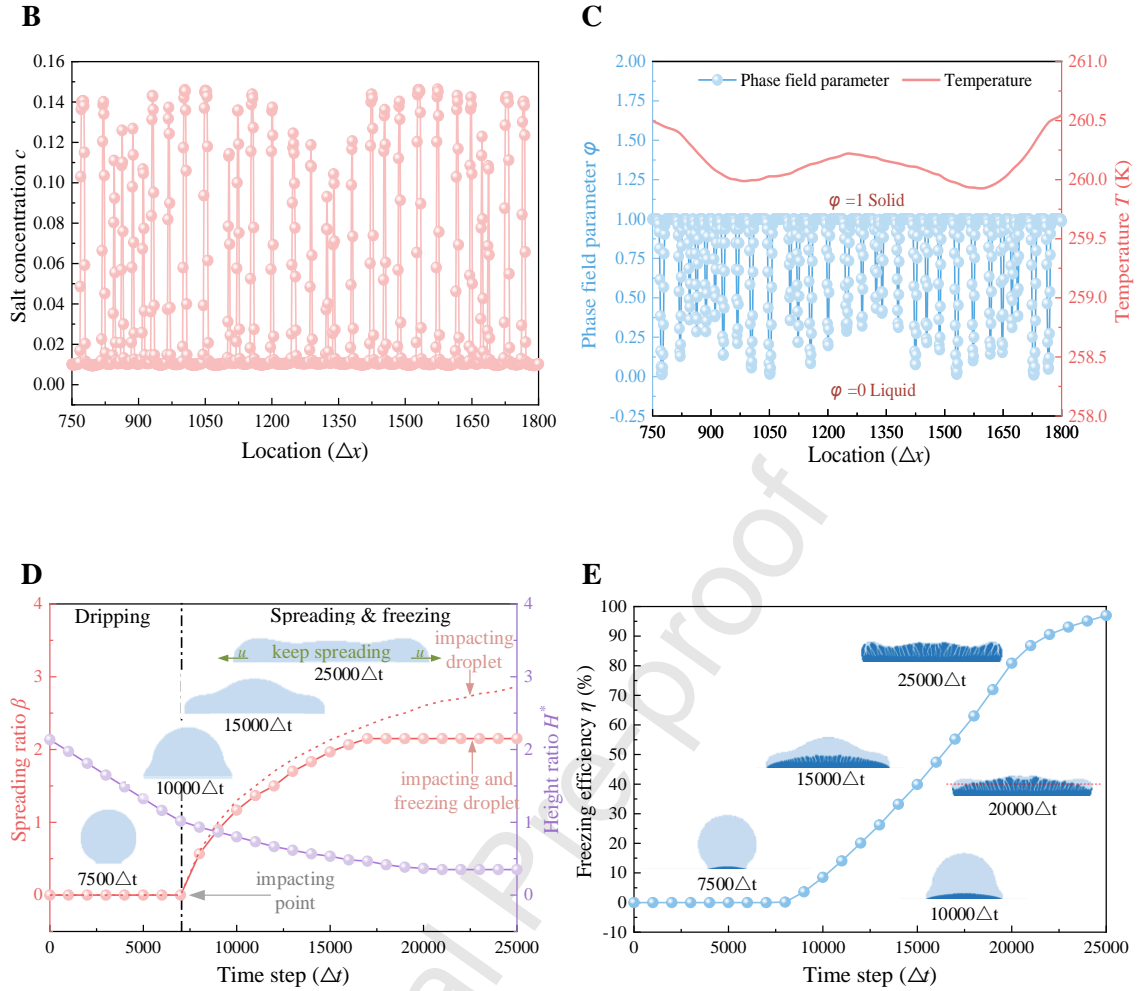 B
0.16
0.14
0.12
0.10
0.08
0.06
0.04
0.02
0.00
Salt concentration c
750 900 1050 1200 1350 1500 1650 1800
Location (△x)
C
2.00
1.75
1.50
1.25
1.00
0.75
0.50
0.25
0.00
-0.25
Phase field parameter φ
Phase field parameter Temperature
φ =1 Solid
φ =0 Liquid
261.0
260.5
260.0
259.5
259.0
258.5
258.0
Temperature T (K)
750 900 1050 1200 1350 1500 1650 1800
Location (△x)
D
4
3
2
1
0
Spreading ratio β
Dripping
Spreading & freezing
u keep spreading u
25000△t
impacting
droplet
15000△t
10000△t
impacting and
freezing droplet
7500△t
impacting
point
4
3
2
1
0
Height ratio H*
0 5000 10000 15000 20000 25000
Time step (△t)
E
100
90
80
70
60
50
40
30
20
10
0
-10
Freezing efficiency η (%)
25000△t
15000△t
20000△t
7500△t
10000△t
0 5000 10000 15000 20000 25000
Time step (△t)
al Pre-proof